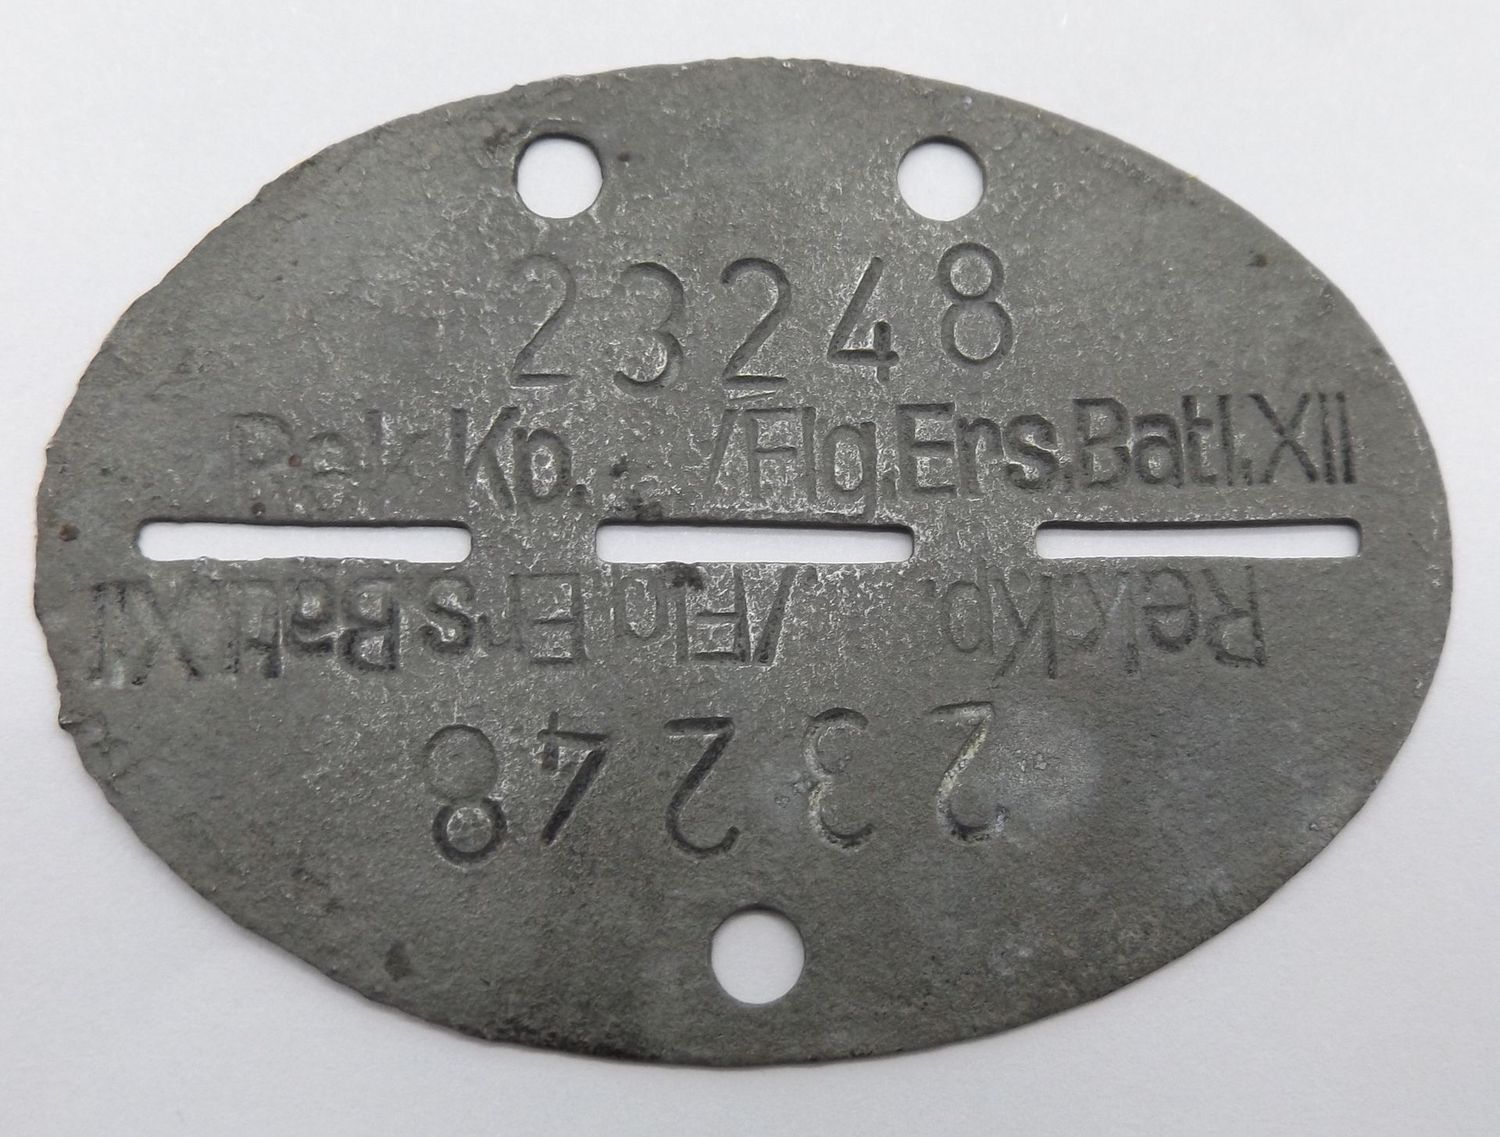 23248
Rek.Kp. /Flg.Ers.Batl.XII
Rek.Kp. /Flg.Ers.Batl.XII
23248